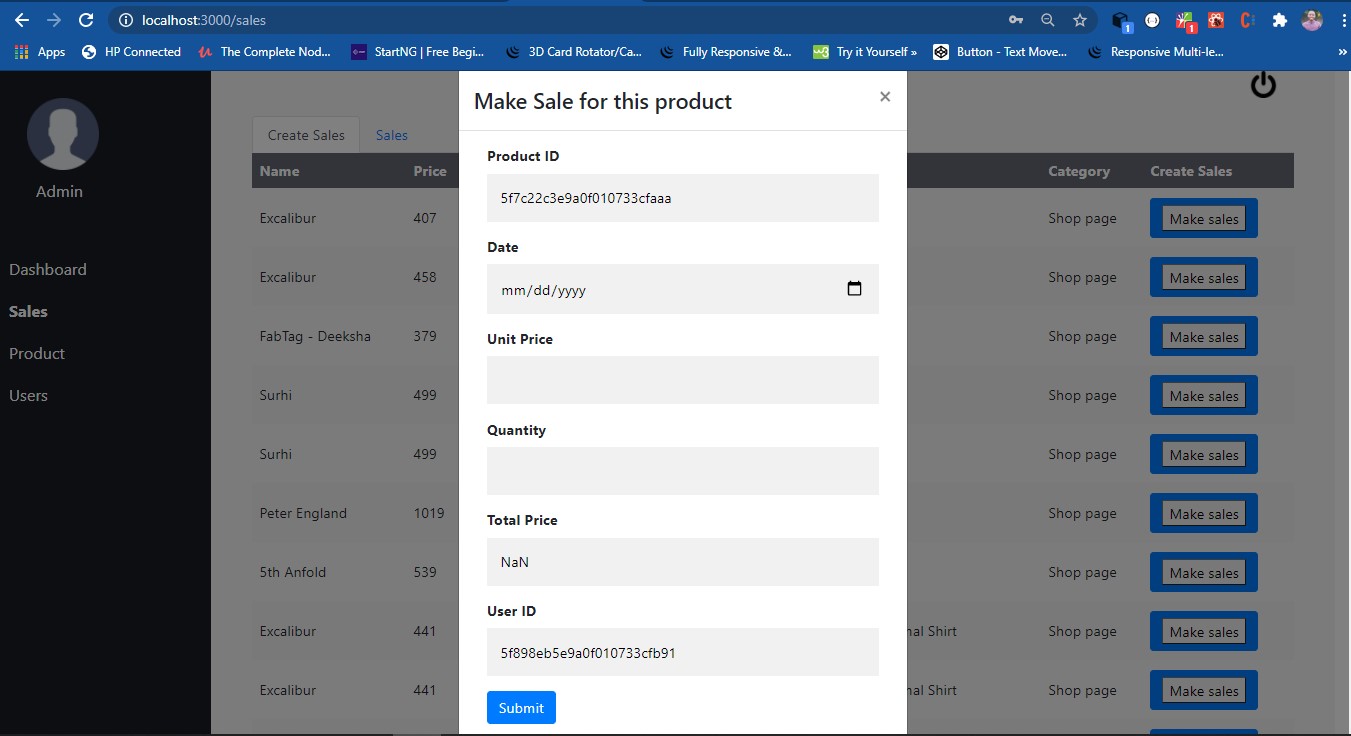 localhost:3000/sales
1
1
Apps
HP Connected
The Complete Nod...
StartNG | Free Begi...
3D Card Rotator/Ca...
Fully Responsive &...
Try it Yourself »
Button - Text Move...
Responsive Multi-le...
»
Admin
Dashboard
Sales
Product
Users
Create Sales
Sales
Name
Price
Category
Create Sales
Excalibur
407
Shop page
Make sales
Excalibur
458
Shop page
Make sales
FabTag - Deeksha
379
Shop page
Make sales
Surhi
499
Shop page
Make sales
Surhi
499
Shop page
Make sales
Peter England
1019
Shop page
Make sales
5th Anfold
539
Shop page
Make sales
Excalibur
441
nal Shirt
Shop page
Make sales
Excalibur
441
nal Shirt
Shop page
Make sales
Make Sale for this product
×
Product ID
5f7c22c3e9a0f010733cfaaa
Date
mm/dd/yyyy
Unit Price
Quantity
Total Price
NaN
User ID
5f898eb5e9a0f010733cfb91
Submit